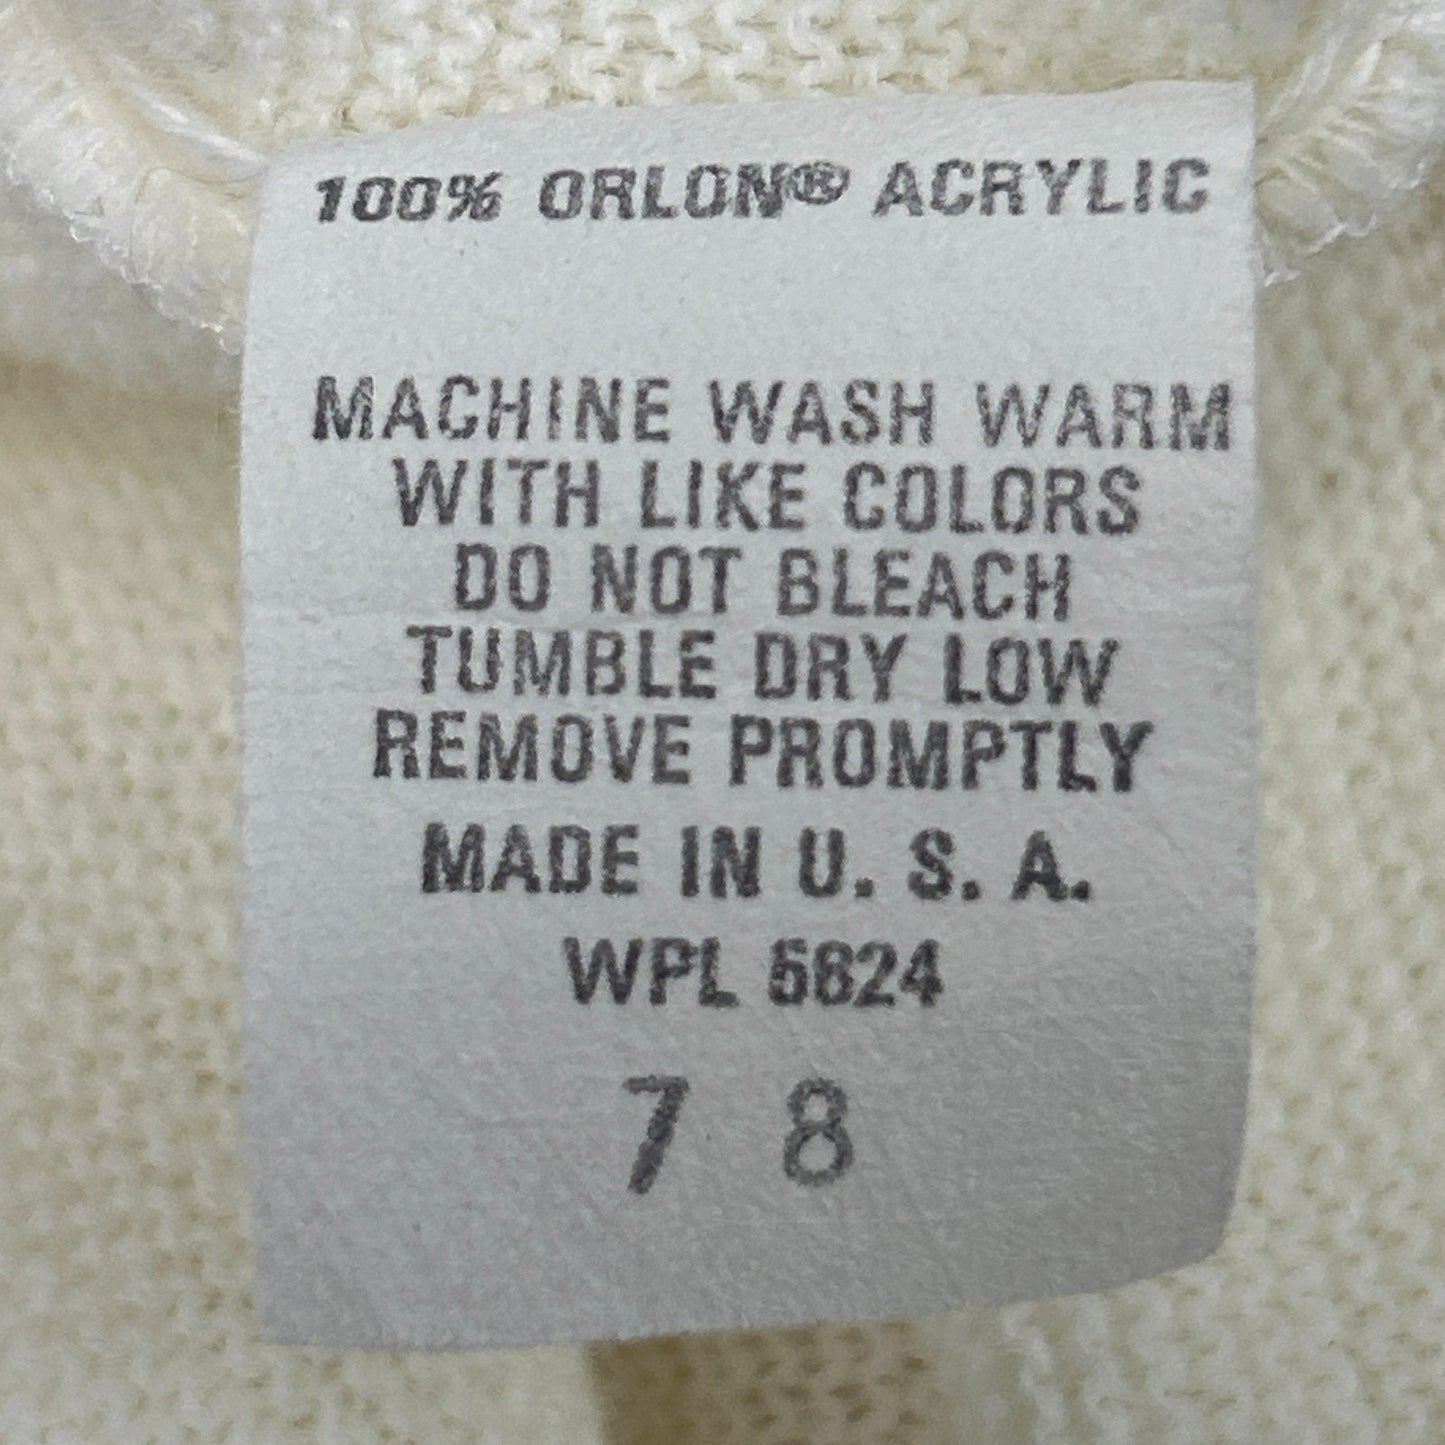 100% ORLON® ACRYLIC
MACHINE WASH WARM
WITH LIKE COLORS
DO NOT BLEACH
TUMBLE DRY LOW
REMOVE PROMPTLY
MADE IN U. S. A.
WPL 5624
7 8